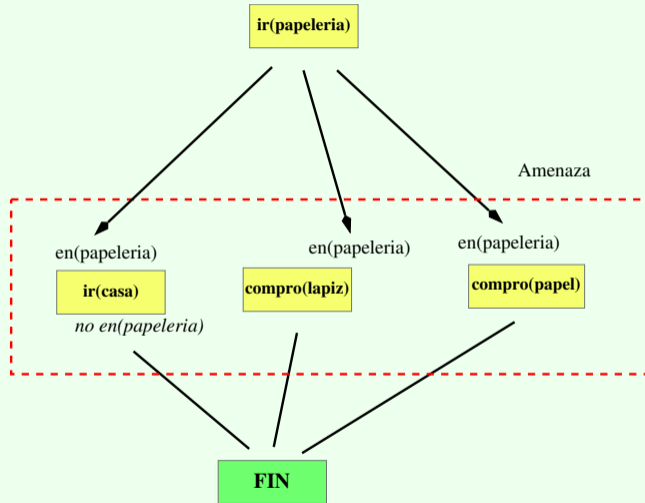 ir(papeleria)
Amenaza
en(papeleria)
en(papeleria)
en(papeleria)
ir(casa)
compro(lapiz)
compro(papel)
no en(papeleria)
FIN